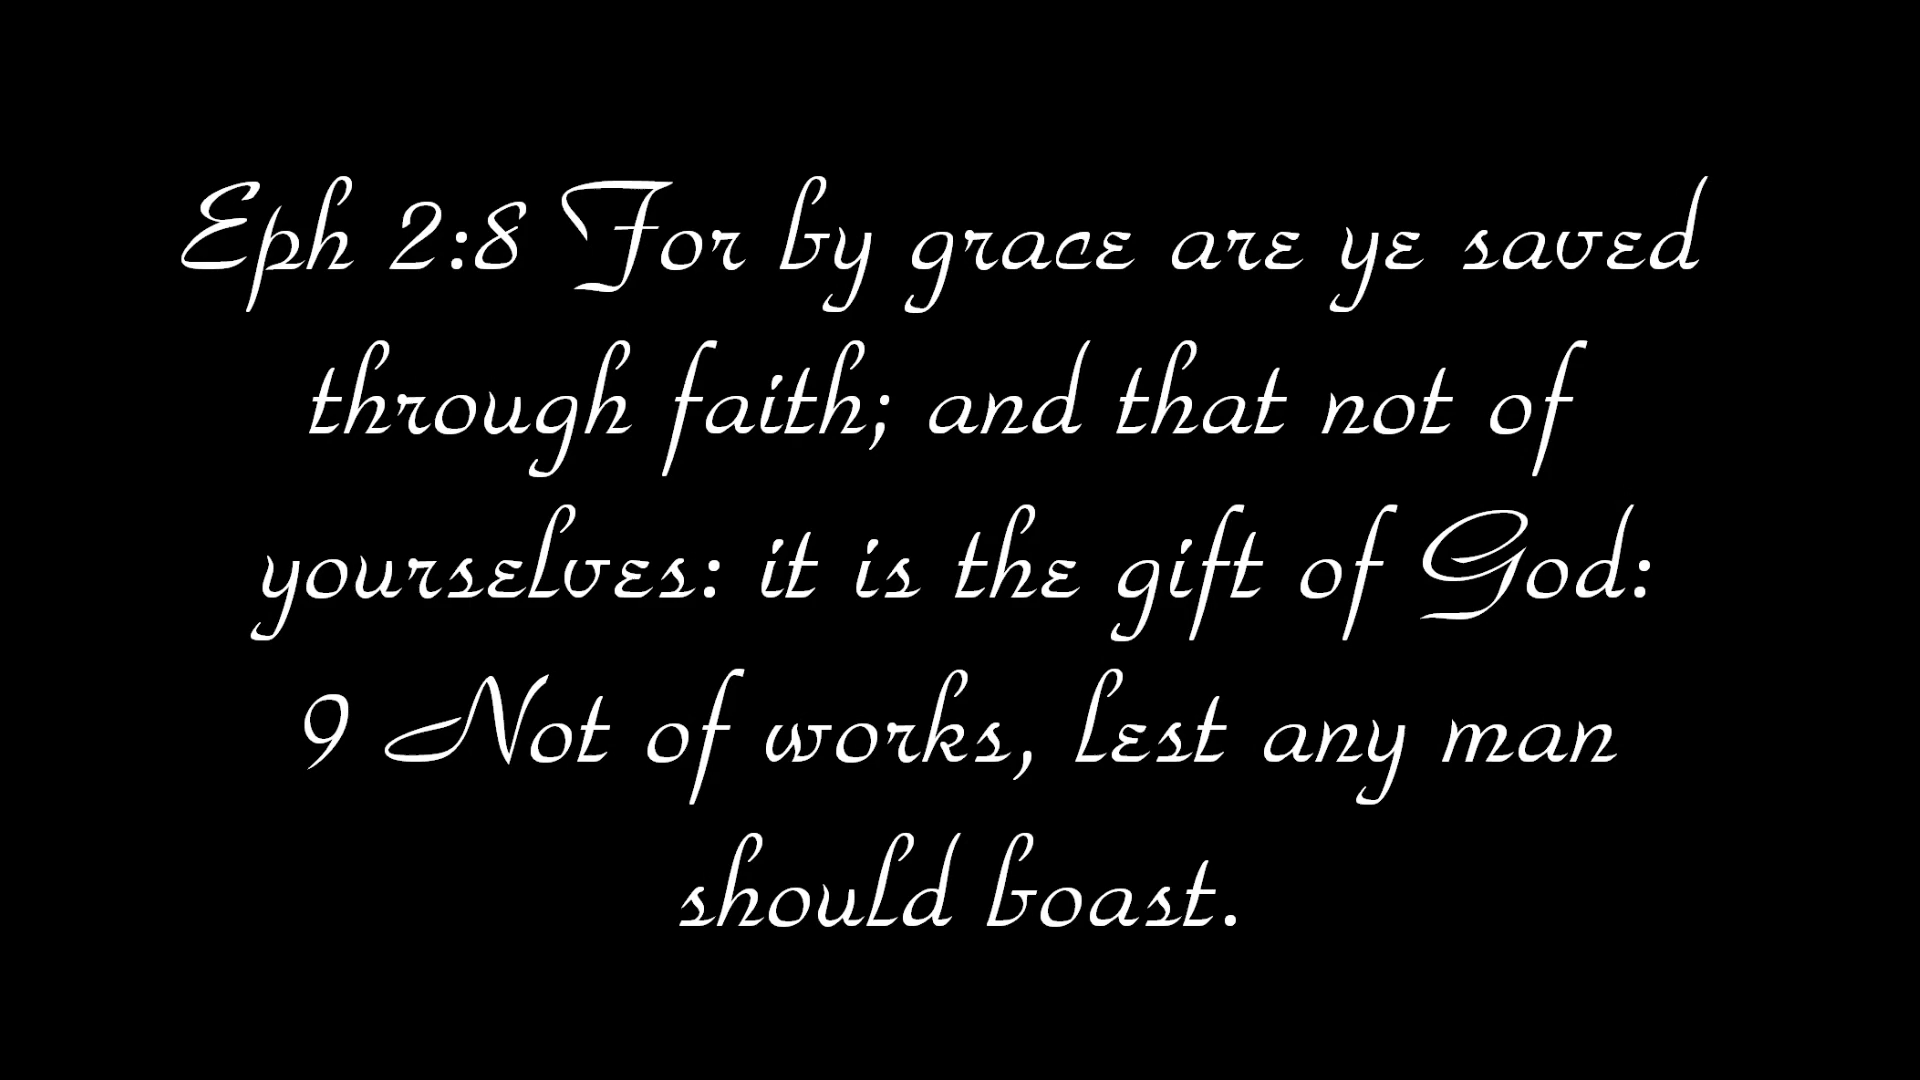 Eph 2:8 For by grace are ye saved
through faith; and that not of
yourselves: it is the gift of God:
9 Not of works, lest any man
should boast.